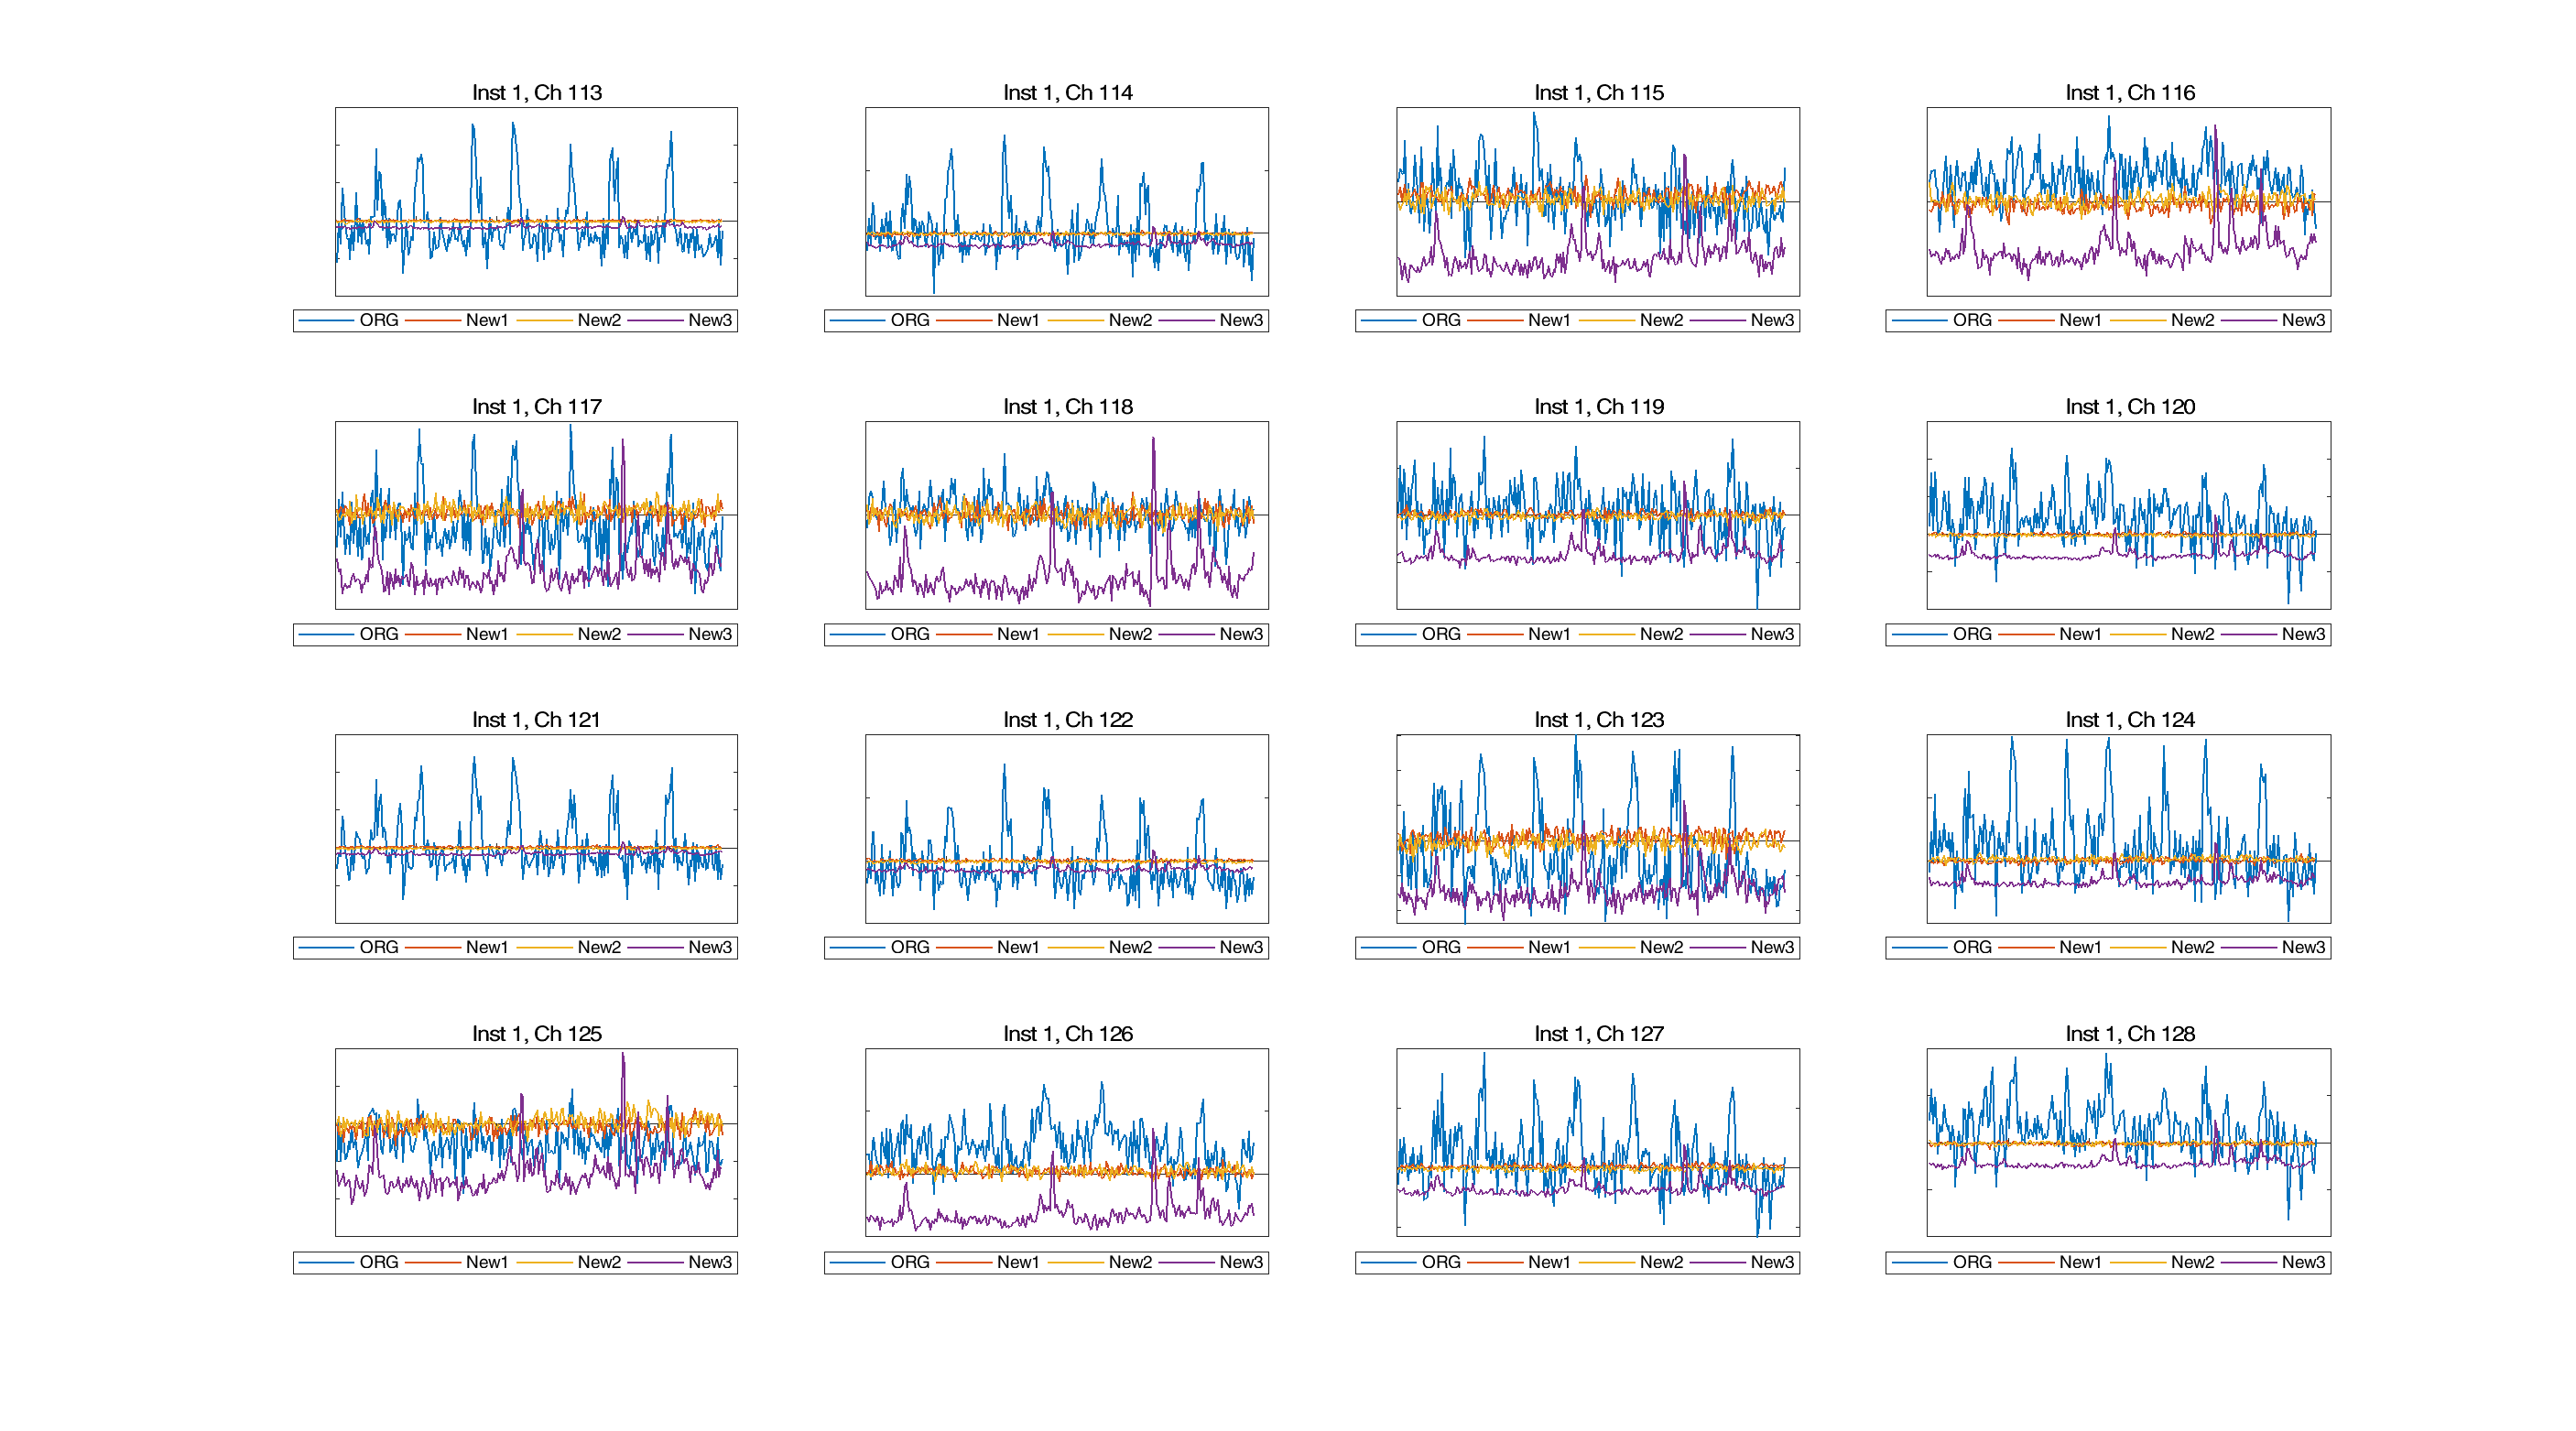 Inst 1, Ch 113
Inst 1, Ch 114
Inst 1, Ch 115
Inst 1, Ch 116
ORG New1 New2 New3
ORG New1 New2 New3
ORG New1 New2 New3
ORG New1 New2 New3
Inst 1, Ch 117
Inst 1, Ch 118
Inst 1, Ch 119
Inst 1, Ch 120
ORG New1 New2 New3
ORG New1 New2 New3
ORG New1 New2 New3
ORG New1 New2 New3
Inst 1, Ch 121
Inst 1, Ch 122
Inst 1, Ch 123
Inst 1, Ch 124
ORG New1 New2 New3
ORG New1 New2 New3
ORG New1 New2 New3
ORG New1 New2 New3
Inst 1, Ch 125
Inst 1, Ch 126
Inst 1, Ch 127
Inst 1, Ch 128
ORG New1 New2 New3
ORG New1 New2 New3
ORG New1 New2 New3
ORG New1 New2 New3